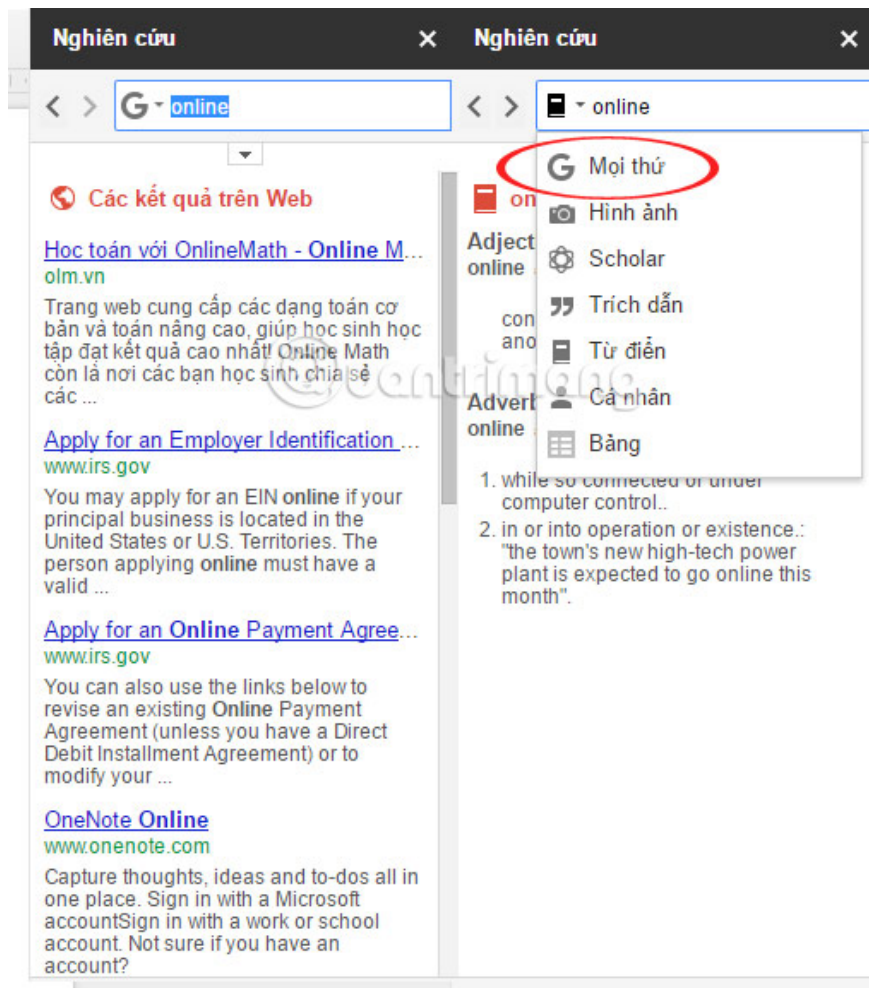 Nghiên cứu
online
Các kết quả trên Web
Hoc toán với OnlineMath - Online M...
olm.vn
Trang web cung cấp các dạng toán cơ
bản và toán nâng cao, giúp học sinh học
tập đạt kết quả cao nhất! Online Math
còn là nơi các bạn học sinh chia sẻ
các ...
Apply for an Employer Identification ...
www.irs.gov
You may apply for an EIN online if your
principal business is located in the
United States or U.S. Territories. The
person applying online must have a
valid ...
Apply for an Online Payment Agree...
www.irs.gov
You can also use the links below to
revise an existing Online Payment
Agreement (unless you have a Direct
Debit Installment Agreement) or to
modify your ...
OneNote Online
www.onenote.com
Capture thoughts, ideas and to-dos all in
one place. Sign in with a Microsoft
accountSign in with a work or school
account. Not sure if you have an
account?
Nghiên cứu
online
Mọi thứ
Hình ảnh
Scholar
Trích dẫn
Từ điển
Cá nhân
Bảng
on
Adject
online
con
ano
Adverb
online
1. while so connected or under
computer control..
2. in or into operation or existence.:
"the town's new high-tech power
plant is expected to go online this
month".
@uantrimang